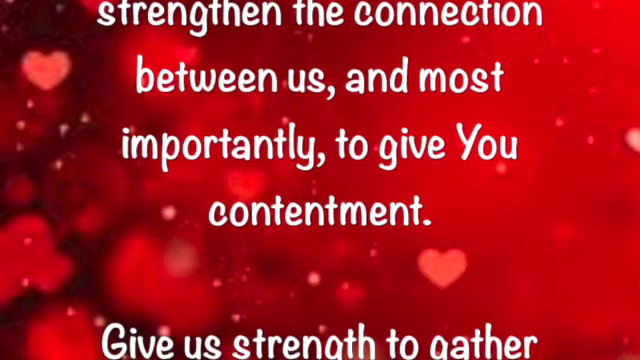 strengthen the connection
between us, and most
importantly, to give You
contentment.
Give us strength to gather